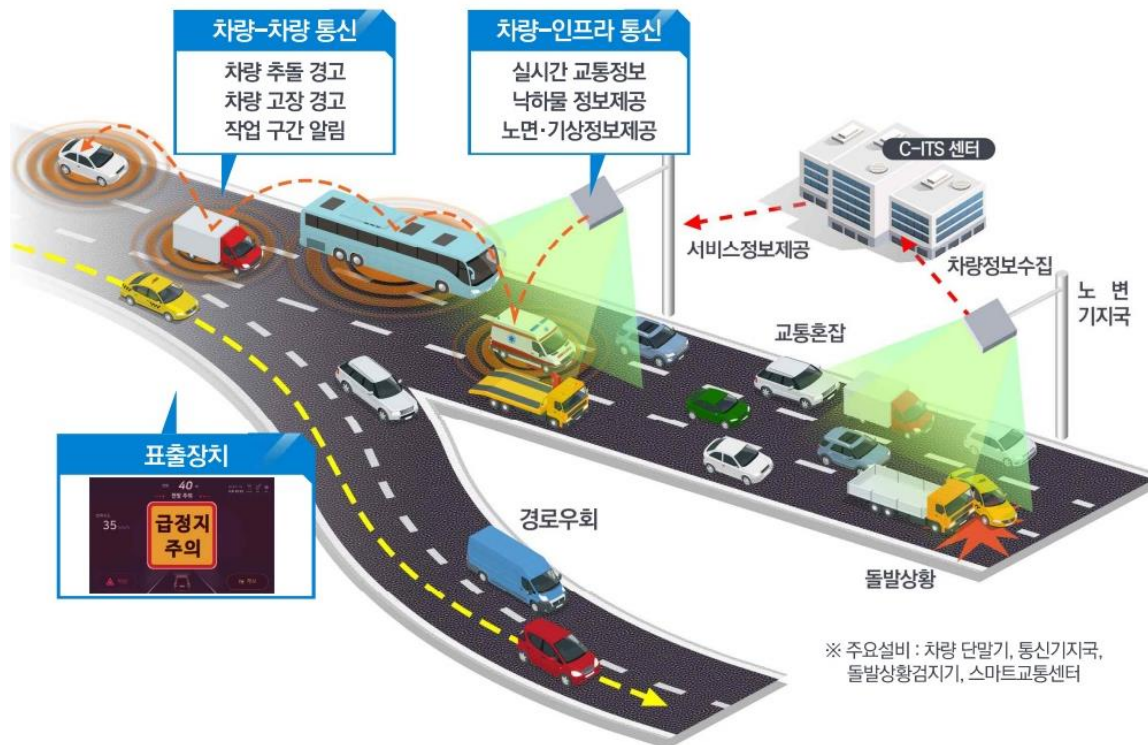 차량-차량 통신
차량 추돌 경고
차량 고장 경고
작업 구간 알림
차량-인프라 통신
실시간 교통정보
낙하물 정보제공
노면·기상정보제공
C-ITS 센터
서비스정보제공
차량정보수집
노 변
기지국
교통혼잡
표출장치
40
전방 주의
35
급정지
주의
경로우회
돌발상황
※ 주요설비 : 차량 단말기, 통신기지국,
돌발상황검지기, 스마트교통센터